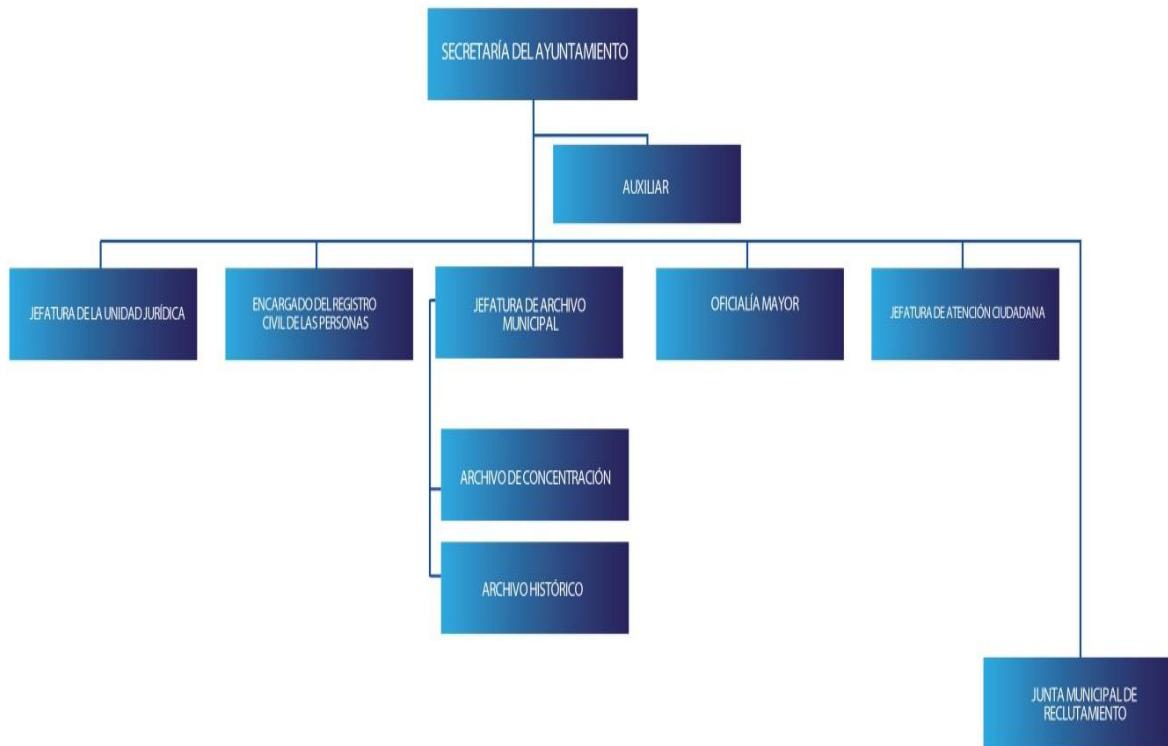 SECRETARÍA DEL AYUNTAMIENTO
AUXILIAR
JEFATURA DE LA UNIDAD JURÍDICA
ENCARGADO DEL REGISTRO
CIVIL DE LAS PERSONAS
JEFATURA DE ARCHIVO
MUNICIPAL
OFICIALÍA MAYOR
JEFATURA DE ATENCIÓN CIUDADANA
ARCHIVO DE CONCENTRACIÓN
ARCHIVO HISTÓRICO
JUNTA MUNICIPAL DE
RECLUTAMIENTO